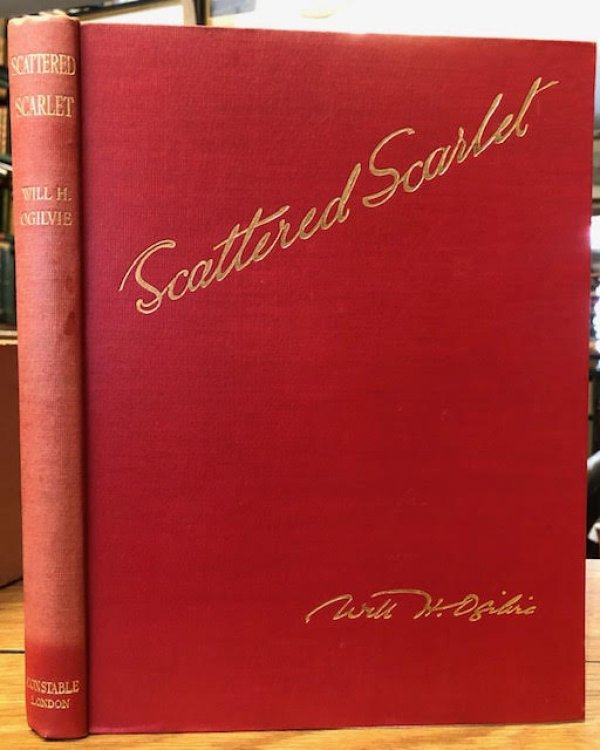 SCATTERED
SCARLET
WILL H.
OGILVIE
CONSTABLE
LONDON
Scattered Scarlet
Will H. Ogilvie